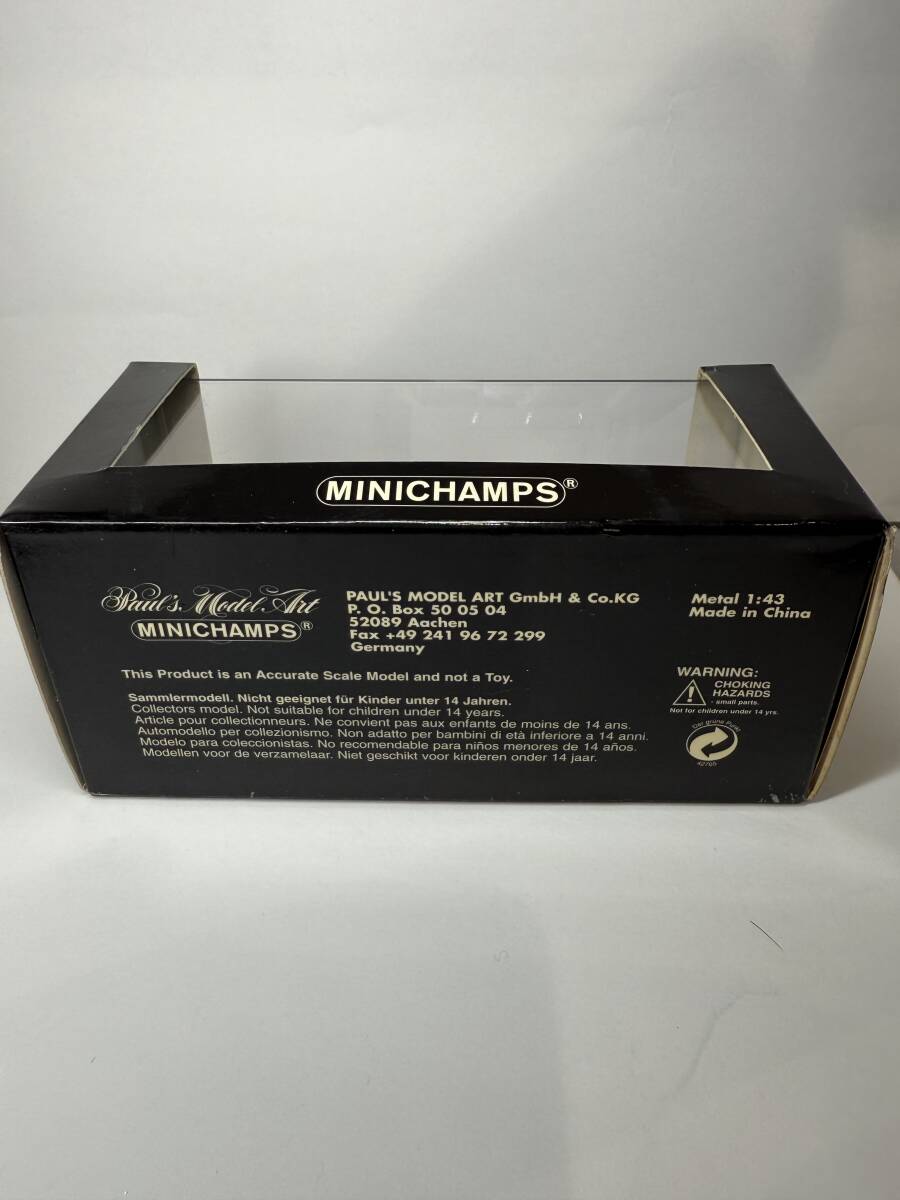 MINICHAMPS®
Paul's Model Art
MINICHAMPS®
PAUL'S MODEL ART GmbH & Co.KG
P. O. Box 50 05 04
52089 Aachen
Fax +49 241 96 72 299
Germany
Metal 1:43
Made in China
This Product is an Accurate Scale Model and not a Toy.
Sammlermodell. Nicht geeignet für Kinder unter 14 Jahren.
Collectors model. Not suitable for children under 14 years.
Article pour collectionneurs. Ne convient pas aux enfants de moins de 14 ans.
Automodello per collezionismo. Non adatto per bambini di età inferiore a 14 anni.
Modelo para coleccionistas. No recomendable para niños menores de 14 años.
Modellen voor de verzamelaar. Niet geschikt voor kinderen onder 14 jaar.
WARNING:
CHOKING
HAZARDS
- small parts.
Not for children under 14 yrs.
Der grüne Punkt
42765